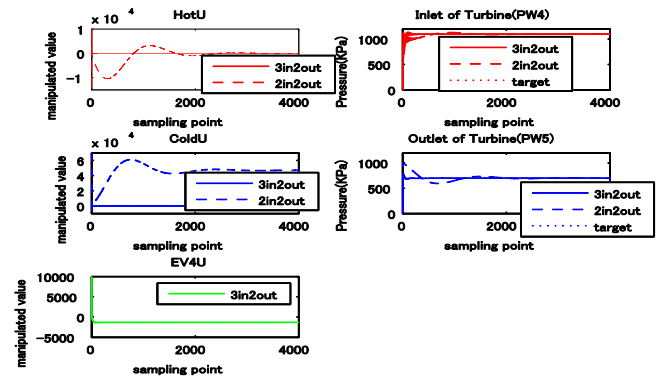 HotU
x 10^4
manipulated value
1
0
−1
3in2out
2in2out
0
2000
4000
sampling point
Inlet of Turbine(PW4)
Pressure(KPa)
1000
500
0
3in2out
2in2out
target
0
2000
4000
sampling point
ColdU
x 10^4
manipulated value
6
4
2
0
3in2out
2in2out
0
2000
4000
sampling point
Outlet of Turbine(PW5)
Pressure(KPa)
1000
500
0
3in2out
2in2out
target
0
2000
sampling point
EV4U
manipulated value
10000
5000
0
−5000
3in2out
0
2000
4000
sampling point